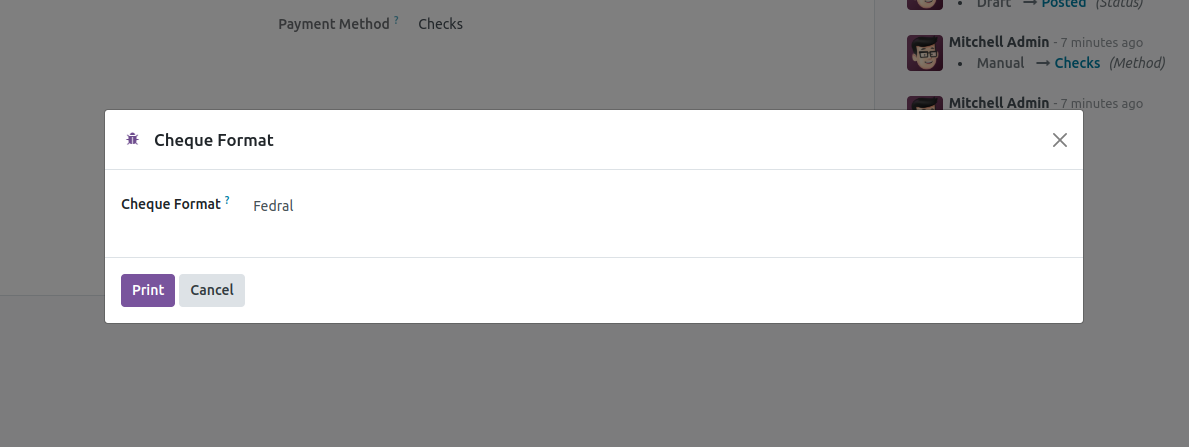 Payment Method ? Checks
• Draft → Posted (Status)
Mitchell Admin - 7 minutes ago
• Manual → Checks (Method)
Mitchell Admin - 7 minutes ago
Cheque Format
Cheque Format ? Fedral
Print Cancel